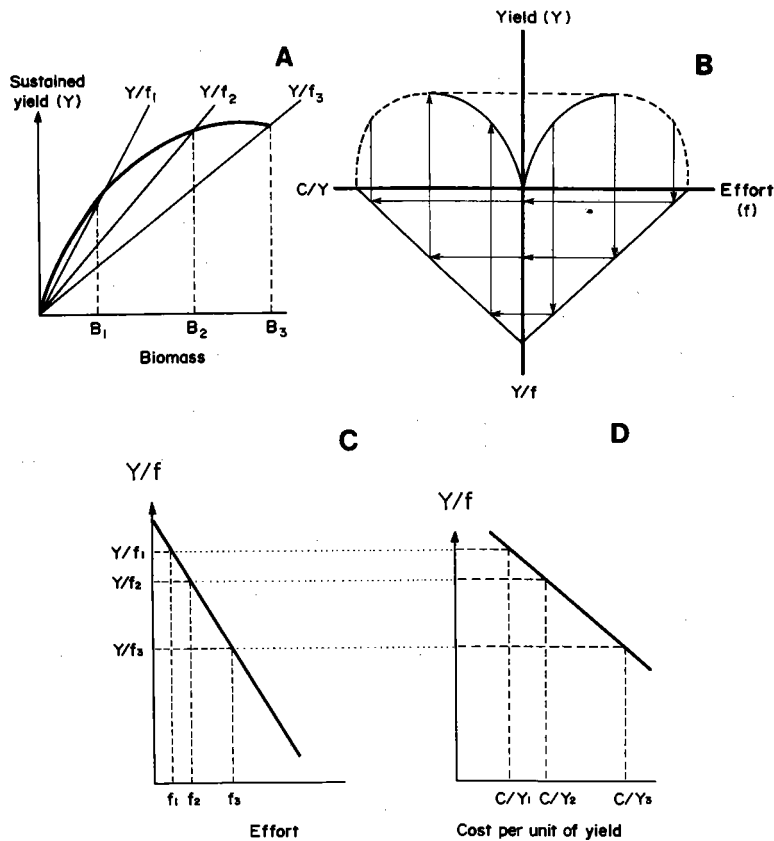 A
Sustained
yield (Y)
Y/f₁
Y/f₂
Y/f₃
B₁
B₂
B₃
Biomass
Yield (Y)
B
C/Y
Effort
(f)
Y/f
C
Y/f
Y/f₁
Y/f₂
Y/f₃
f₁ f₂ f₃
Effort
D
Y/f
C/Y₁ C/Y₂ C/Y₃
Cost per unit of yield